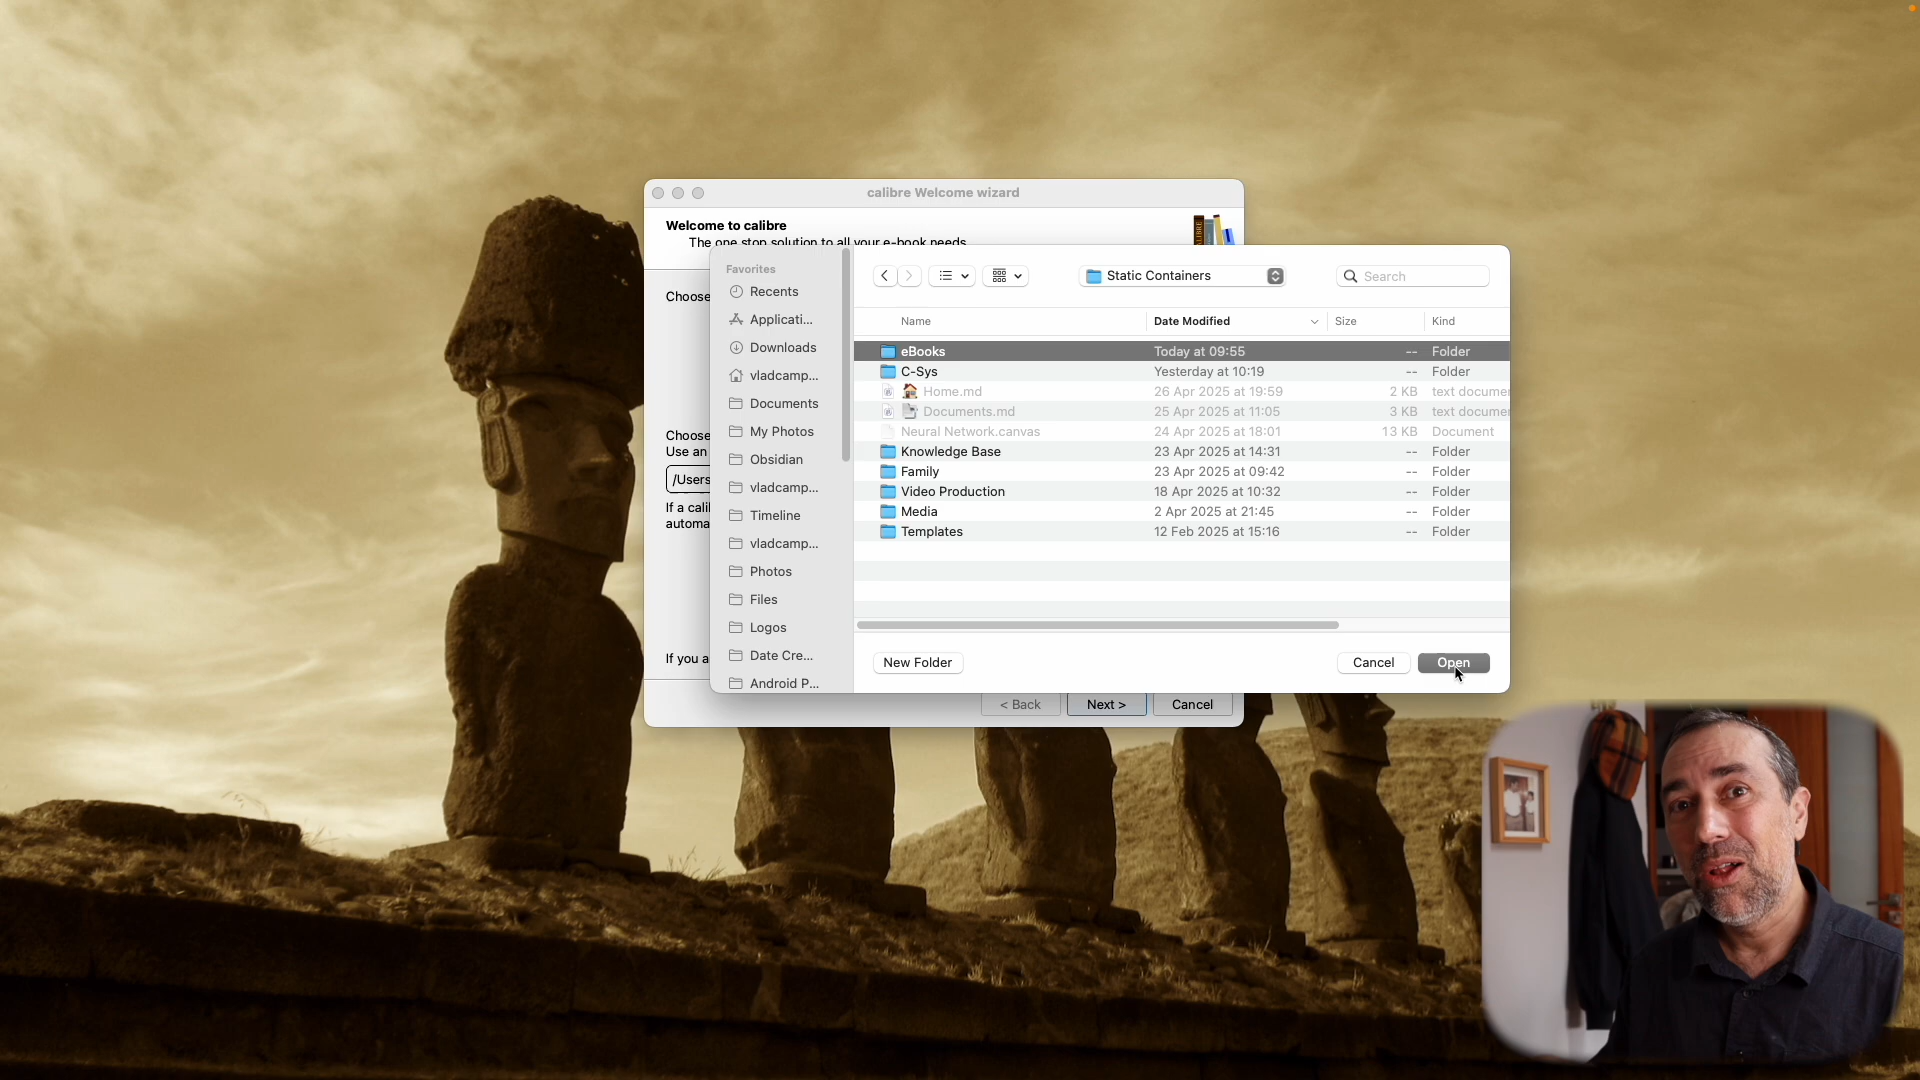 calibre Welcome wizard
Welcome to calibre
The one stop solution to all your e-book needs.
CALIBRE
Choose
Choose
Use an
/Users
If a cali
automa
If you a
< Back
Next >
Cancel
Favorites
Recents
Applicati...
Downloads
vladcamp...
Documents
My Photos
Obsidian
vladcamp...
Timeline
vladcamp...
Photos
Files
Logos
Date Cre...
Android P...
Static Containers
Search
Name Date Modified Size Kind
eBooks Today at 09:55 -- Folder
C-Sys Yesterday at 10:19 -- Folder
Home.md 26 Apr 2025 at 19:59 2 KB text docume
Documents.md 25 Apr 2025 at 11:05 3 KB text docume
Neural Network.canvas 24 Apr 2025 at 18:01 13 KB Document
Knowledge Base 23 Apr 2025 at 14:31 -- Folder
Family 23 Apr 2025 at 09:42 -- Folder
Video Production 18 Apr 2025 at 10:32 -- Folder
Media 2 Apr 2025 at 21:45 -- Folder
Templates 12 Feb 2025 at 15:16 -- Folder
New Folder
Cancel
Open